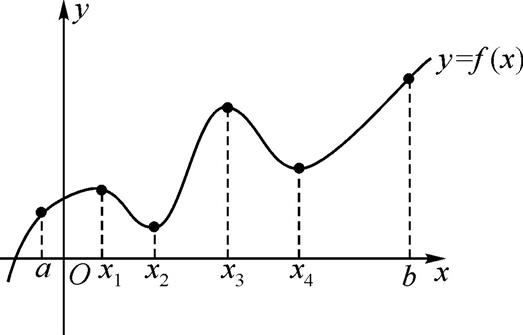 y
y=f(x)
a O x₁ x₂ x₃ x₄ b x